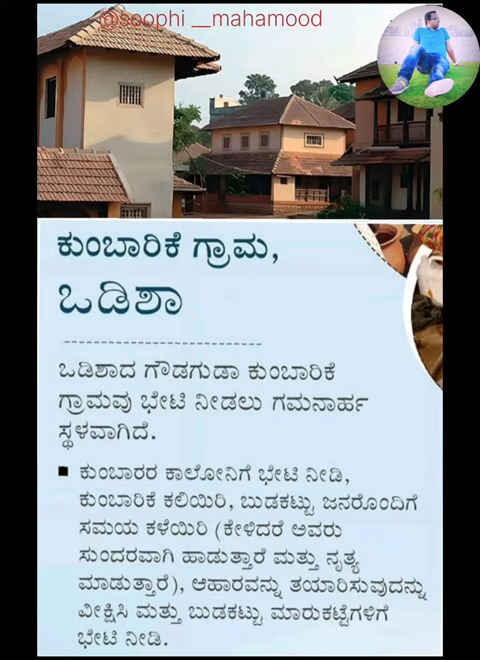 @soophi __mahamood
ಕುಂಬಾರಿಕೆ ಗ್ರಾಮ,
ಒಡಿಶಾ
ಒಡಿಶಾದ ಗೌಡಗುಡಾ ಕುಂಬಾರಿಕೆ
ಗ್ರಾಮವು ಭೇಟಿ ನೀಡಲು ಗಮನಾರ್ಹ
ಸ್ಥಳವಾಗಿದೆ.
▪ ಕುಂಬಾರರ ಕಾಲೋನಿಗೆ ಭೇಟಿ ನೀಡಿ,
ಕುಂಬಾರಿಕೆ ಕಲಿಯಿರಿ, ಬುಡಕಟ್ಟು ಜನರೊಂದಿಗೆ
ಸಮಯ ಕಳೆಯಿರಿ (ಕೇಳಿದರೆ ಅವರು
ಸುಂದರವಾಗಿ ಹಾಡುತ್ತಾರೆ ಮತ್ತು ನೃತ್ಯ
ಮಾಡುತ್ತಾರೆ), ಆಹಾರವನ್ನು ತಯಾರಿಸುವುದನ್ನು
ವೀಕ್ಷಿಸಿ ಮತ್ತು ಬುಡಕಟ್ಟು ಮಾರುಕಟ್ಟೆಗಳಿಗೆ
ಭೇಟಿ ನೀಡಿ.